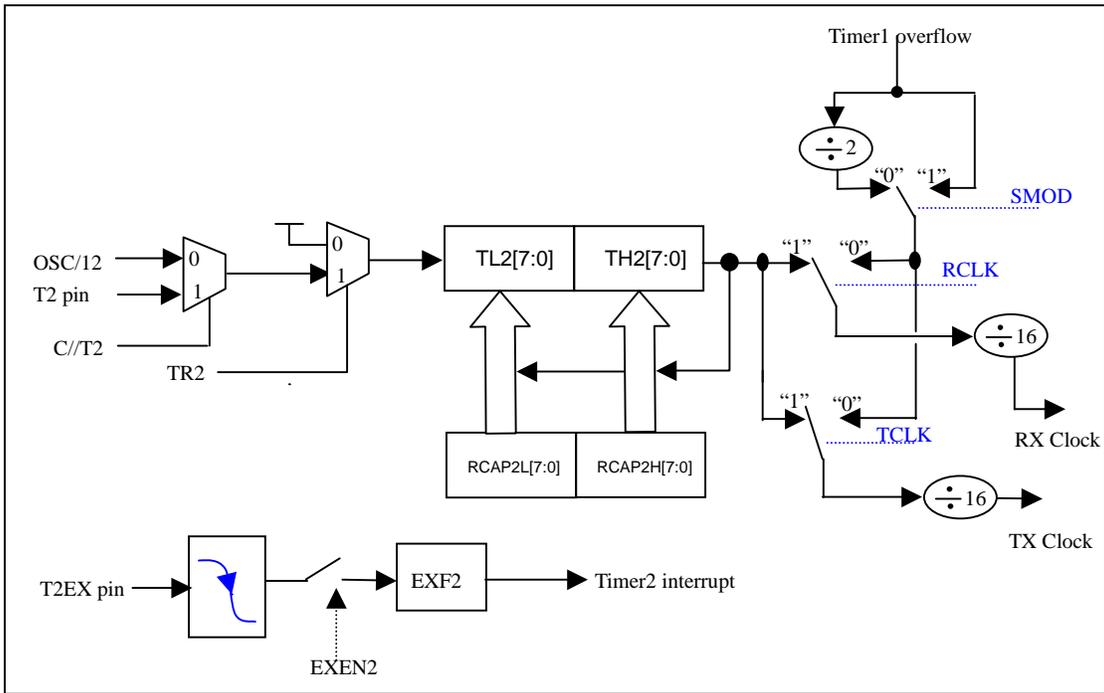 Timer1 overflow
÷ 2
“0” “1”
SMOD
OSC/12
T2 pin
0
1
0
1
TL2[7:0]
TH2[7:0]
“1” “0”
RCLK
C//T2
TR2
÷ 16
RX Clock
“1” “0”
TCLK
RCAP2L[7:0]
RCAP2H[7:0]
÷ 16
TX Clock
T2EX pin
EXF2
Timer2 interrupt
EXEN2